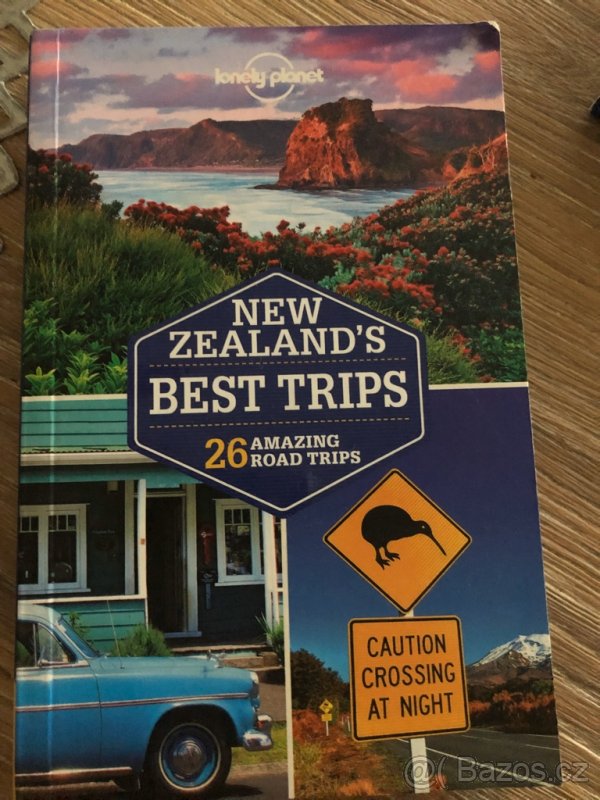 lonely planet
NEW
ZEALAND'S
BEST TRIPS
26 AMAZING
ROAD TRIPS
CAUTION
CROSSING
AT NIGHT
@( Bazos.cz